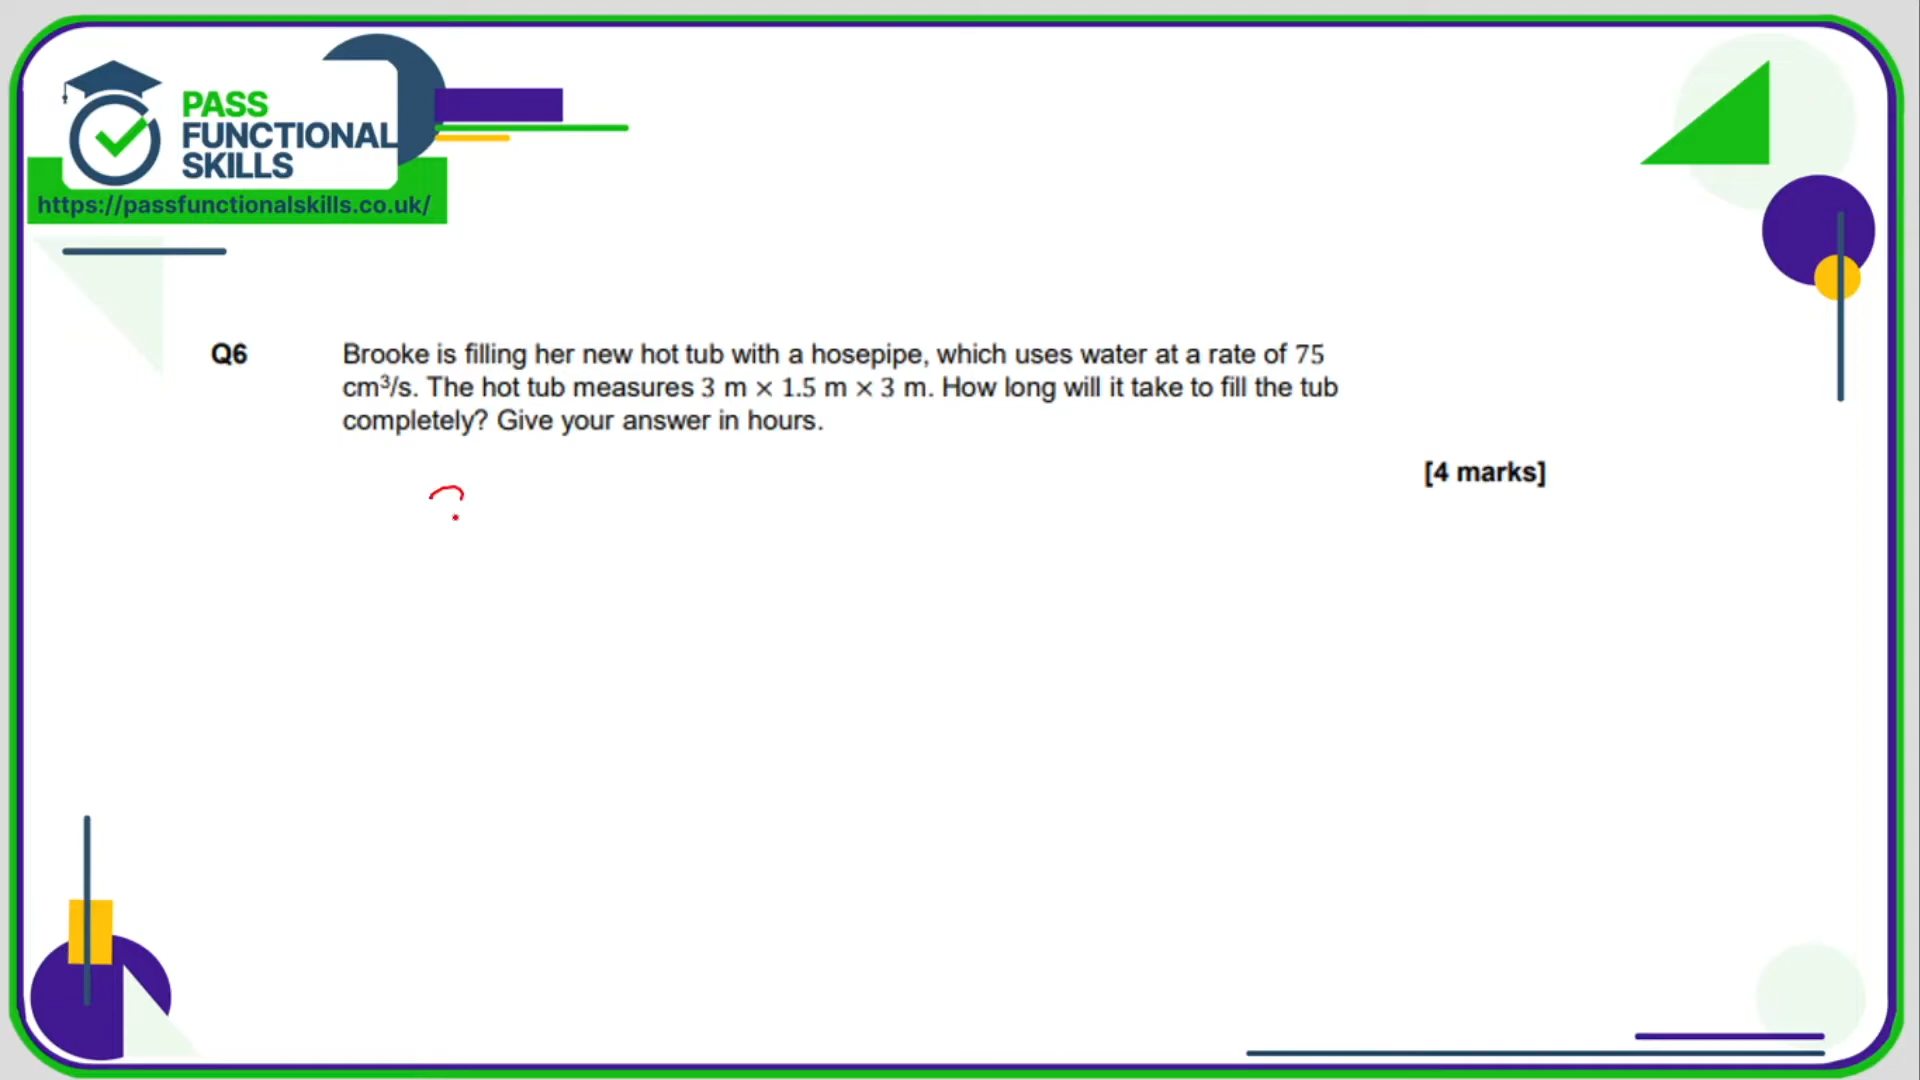 PASS
FUNCTIONAL
SKILLS
https://passfunctionalskills.co.uk/
Q6
Brooke is filling her new hot tub with a hosepipe, which uses water at a rate of 75
cm³/s. The hot tub measures 3 m × 1.5 m × 3 m. How long will it take to fill the tub
completely? Give your answer in hours.
[4 marks]